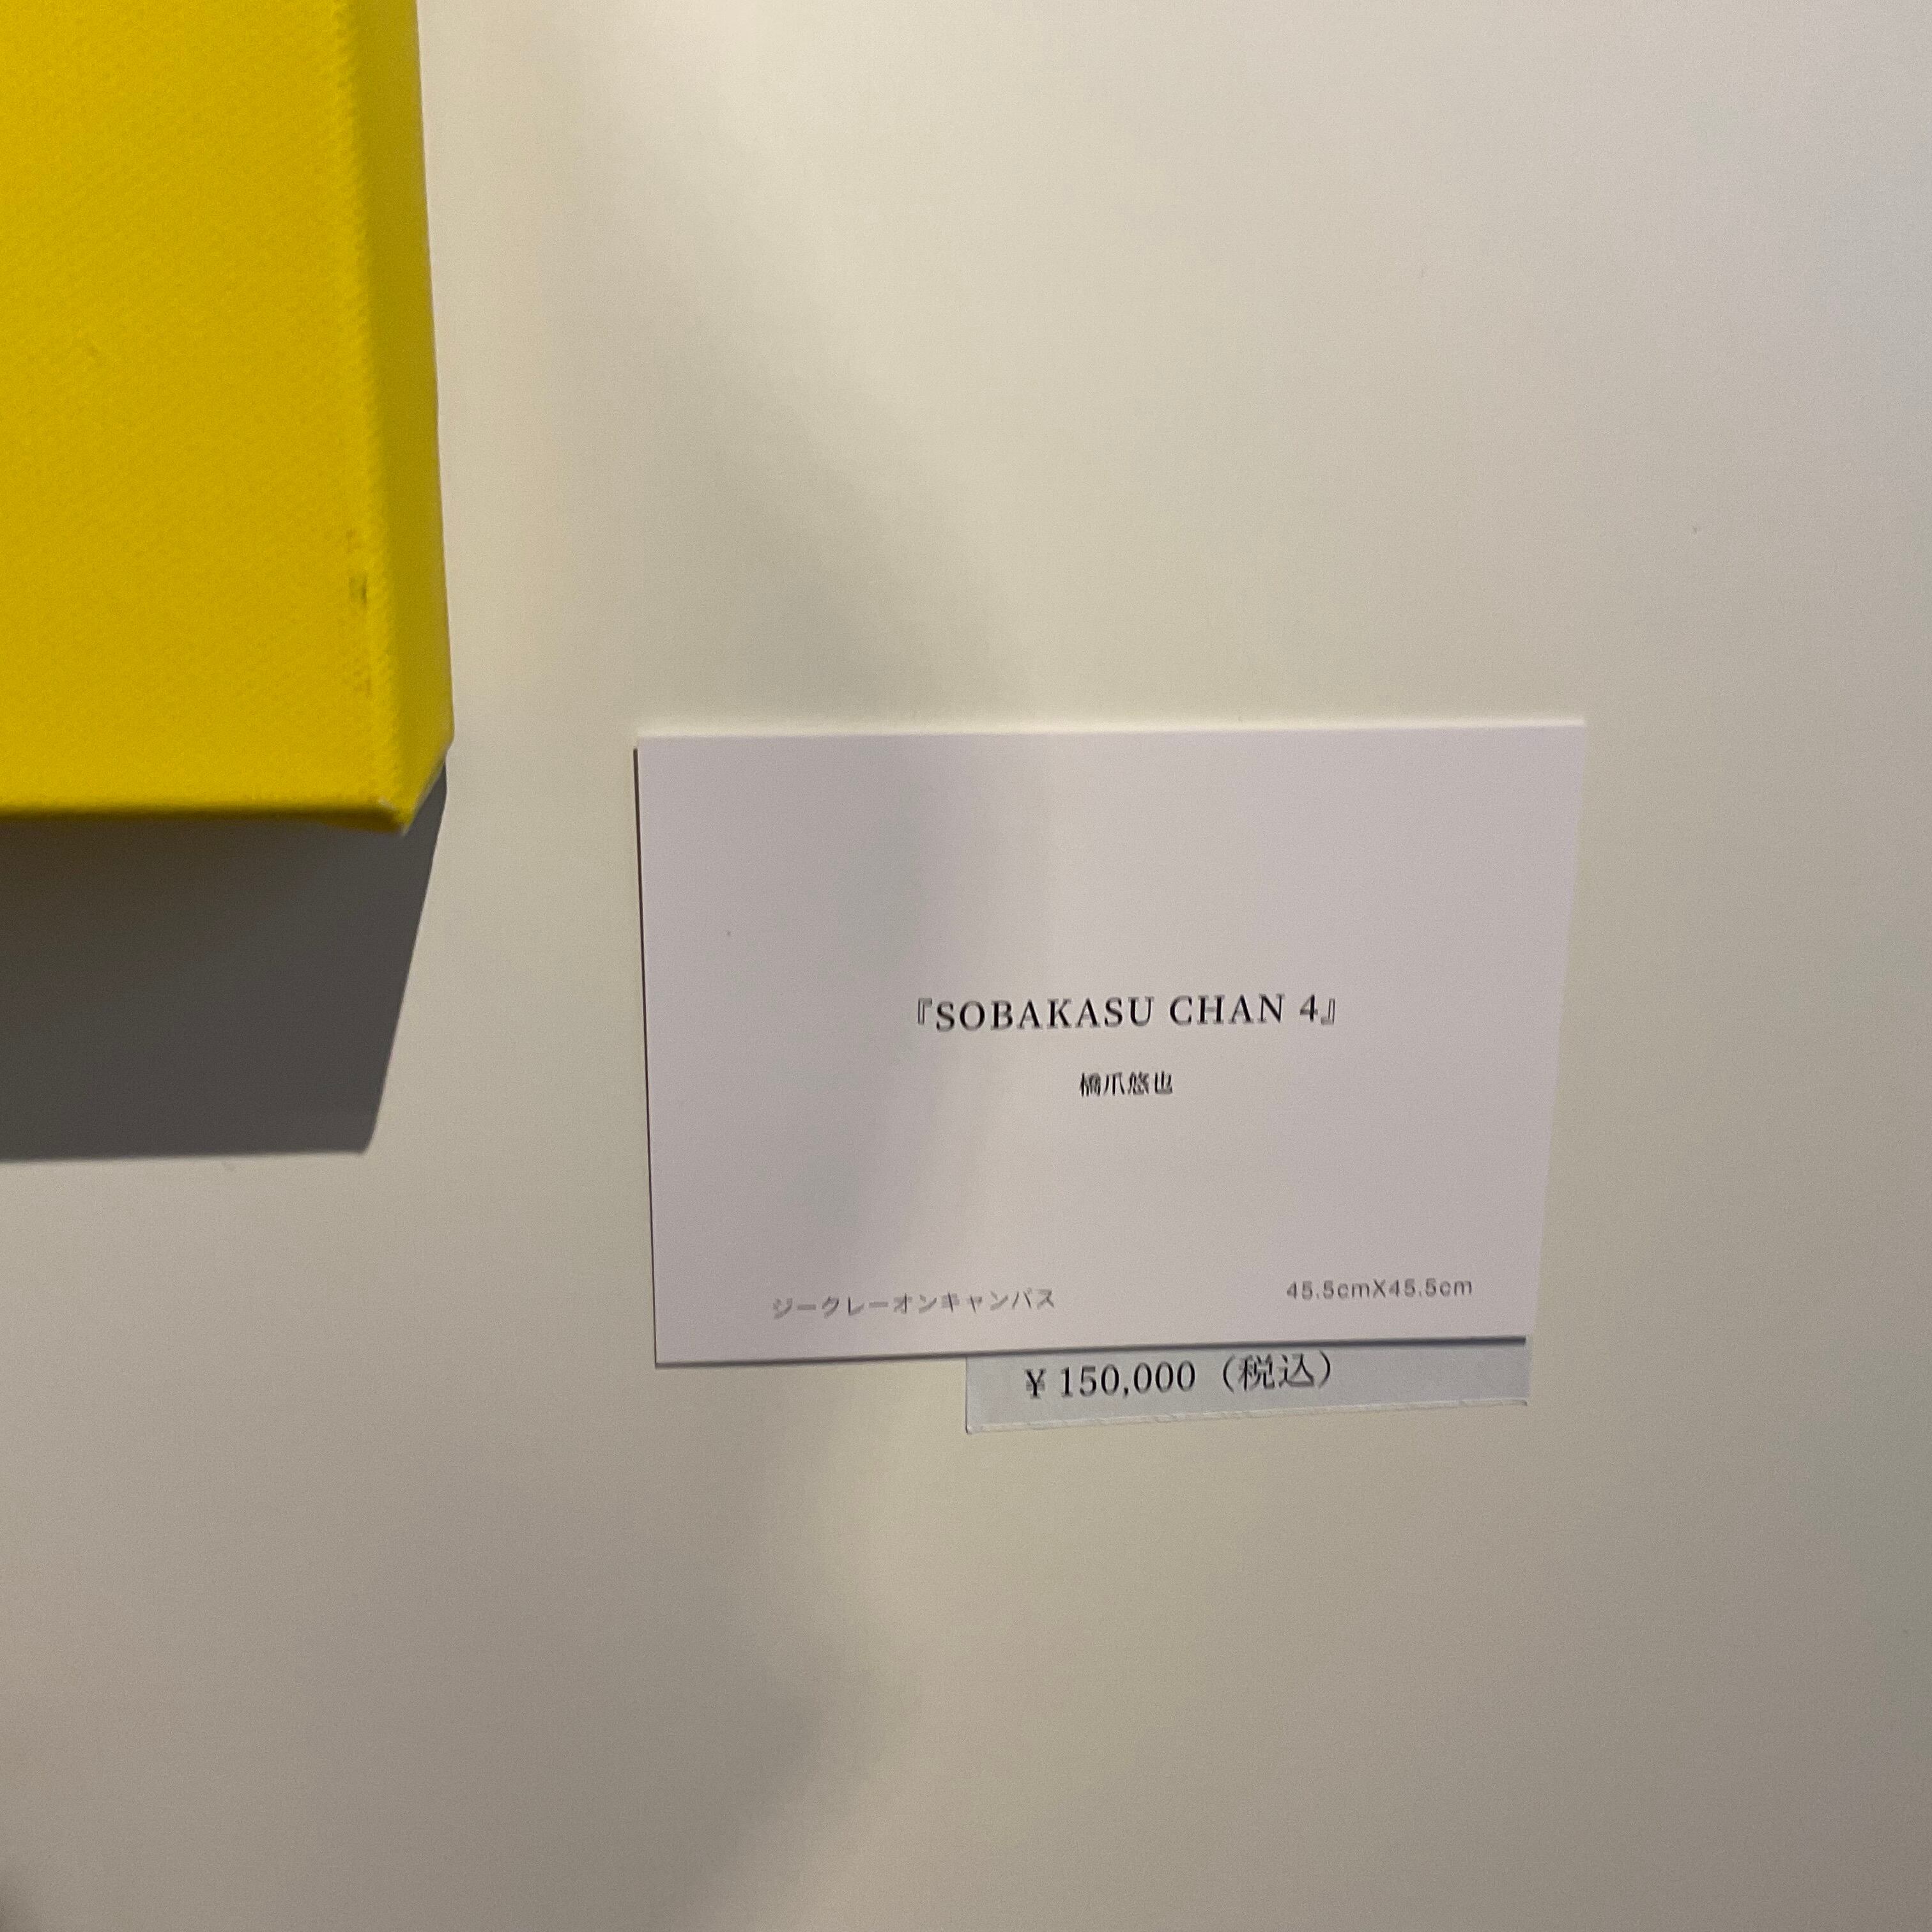 『SOBAKASU CHAN 4』
橋爪悠也
ジークレーオンキャンバス
45.5cmX45.5cm
¥ 150,000（税込）